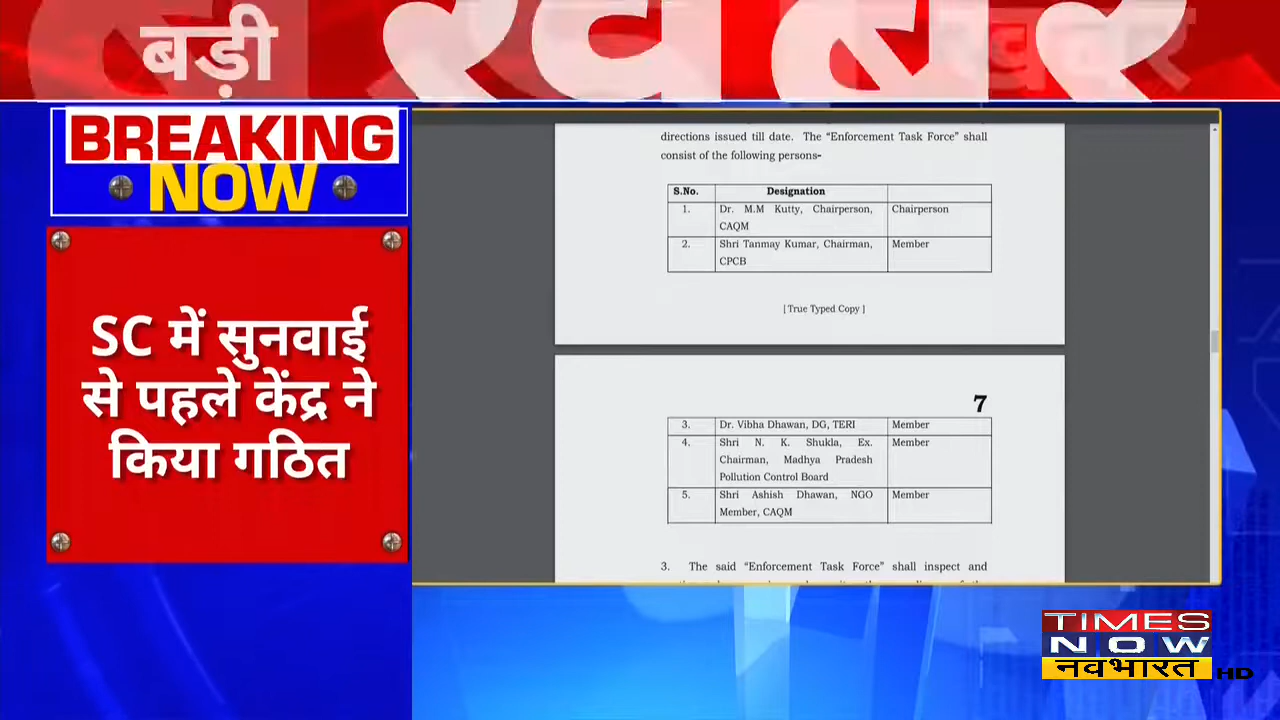 बड़ी खबर
BREAKING
NOW
SC में सुनवाई
से पहले केंद्र ने
किया गठित
directions issued till date. The “Enforcement Task Force” shall
consist of the following persons-
S.No. Designation
1. Dr. M.M Kutty, Chairperson, Chairperson
CAQM
2. Shri Tanmay Kumar, Chairman, Member
CPCB
[True Typed Copy ]
7
3. Dr. Vibha Dhawan, DG, TERI Member
4. Shri N. K. Shukla, Ex. Member
Chairman, Madhya Pradesh
Pollution Control Board
5. Shri Ashish Dhawan, NGO Member
Member, CAQM
3. The said “Enforcement Task Force” shall inspect and
TIMES
NOW
नवभारत HD